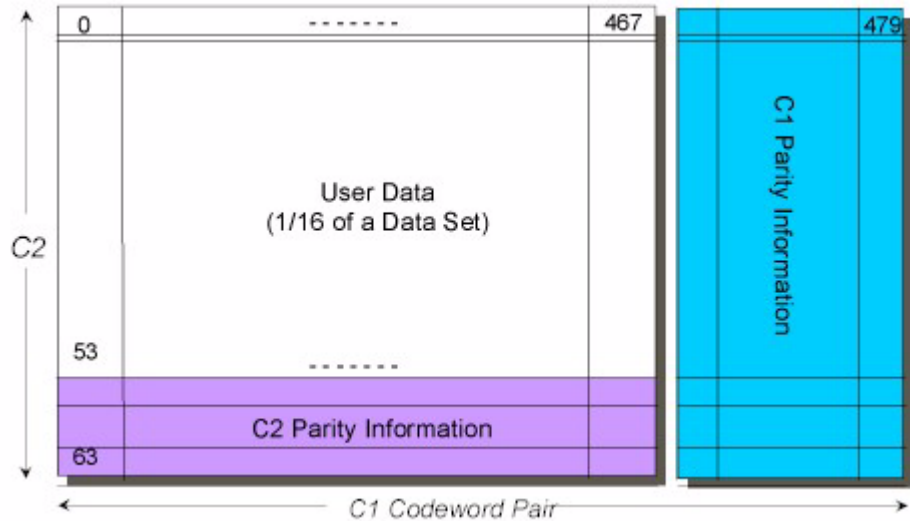 0 ------- 467
479
C1 Parity Information
User Data
(1/16 of a Data Set)
C2
53
-------
C2 Parity Information
63
C1 Codeword Pair